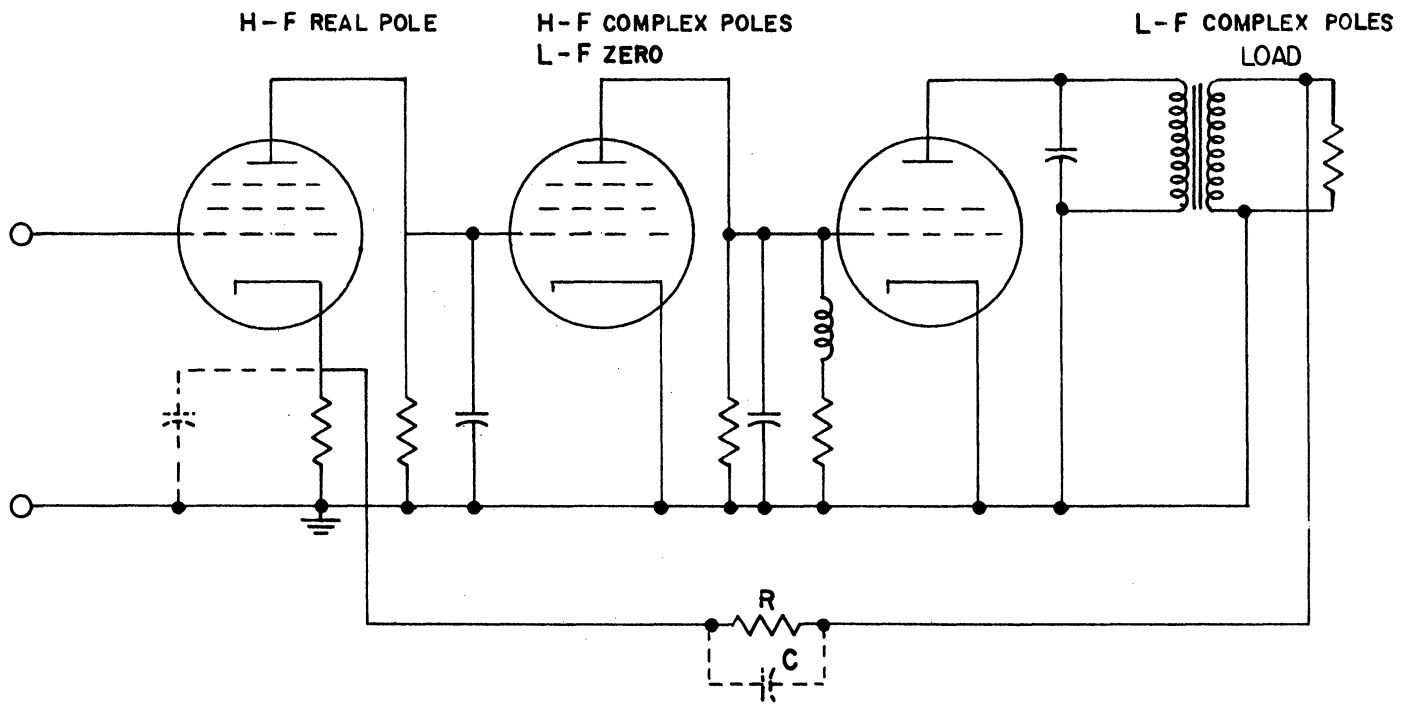 H-F REAL POLE
H-F COMPLEX POLES
L-F ZERO
L-F COMPLEX POLES
LOAD
R
C